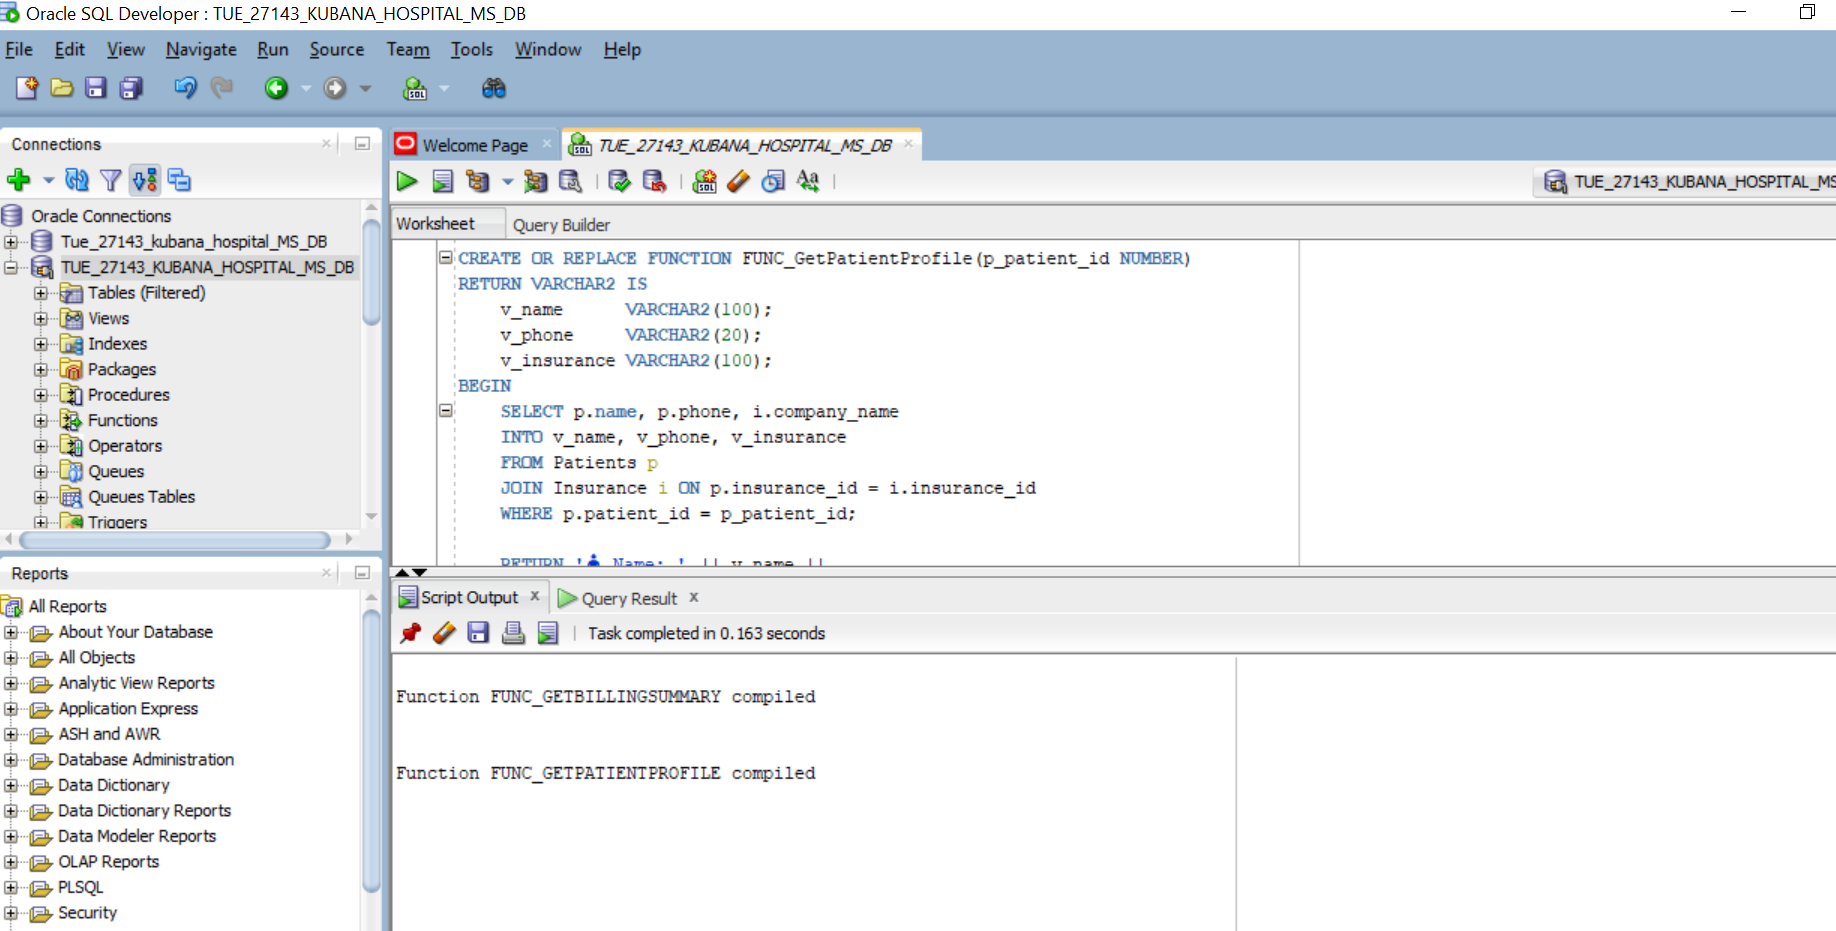 Oracle SQL Developer : TUE_27143_KUBANA_HOSPITAL_MS_DB
File Edit View Navigate Run Source Team Tools Window Help
Connections
Oracle Connections
Tue_27143_kubana_hospital_MS_DB
TUE_27143_KUBANA_HOSPITAL_MS_DB
Tables (Filtered)
Views
Indexes
Packages
Procedures
Functions
Operators
Queues
Queues Tables
Triggers
Reports
All Reports
About Your Database
All Objects
Analytic View Reports
Application Express
ASH and AWR
Database Administration
Data Dictionary
Data Dictionary Reports
Data Modeler Reports
OLAP Reports
PLSQL
Security
Welcome Page
TUE_27143_KUBANA_HOSPITAL_MS_DB
TUE_27143_KUBANA_HOSPITAL_MS
Worksheet Query Builder
CREATE OR REPLACE FUNCTION FUNC_GetPatientProfile(p_patient_id NUMBER)
RETURN VARCHAR2 IS
v_name VARCHAR2(100);
v_phone VARCHAR2(20);
v_insurance VARCHAR2(100);
BEGIN
SELECT p.name, p.phone, i.company_name
INTO v_name, v_phone, v_insurance
FROM Patients p
JOIN Insurance i ON p.insurance_id = i.insurance_id
WHERE p.patient_id = p_patient_id;
RETURN '👤 Name: ' || v_name ||
Script Output Query Result
Task completed in 0.163 seconds
Function FUNC_GETBILLINGSUMMARY compiled
Function FUNC_GETPATIENTPROFILE compiled